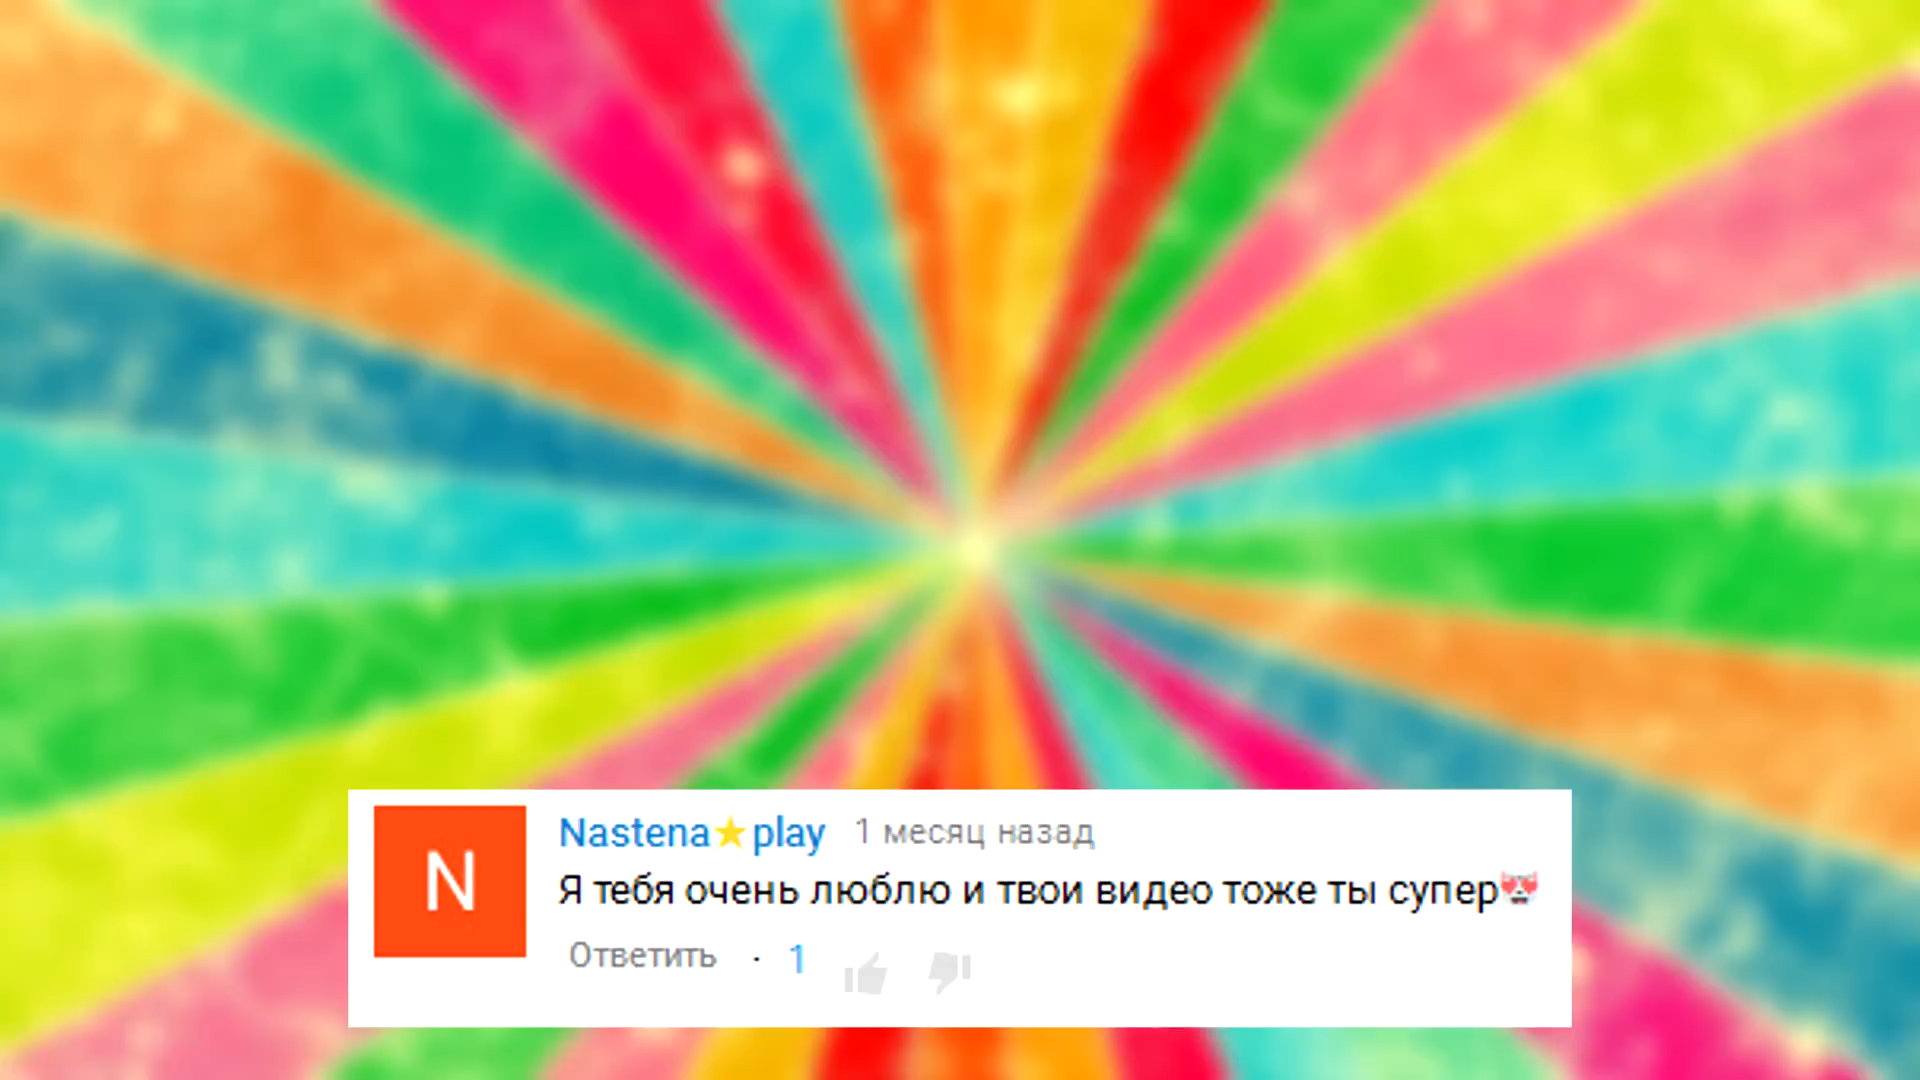 N
Nastena⭐play 1 месяц назад
Я тебя очень люблю и твои видео тоже ты супер😻
Ответить · 1